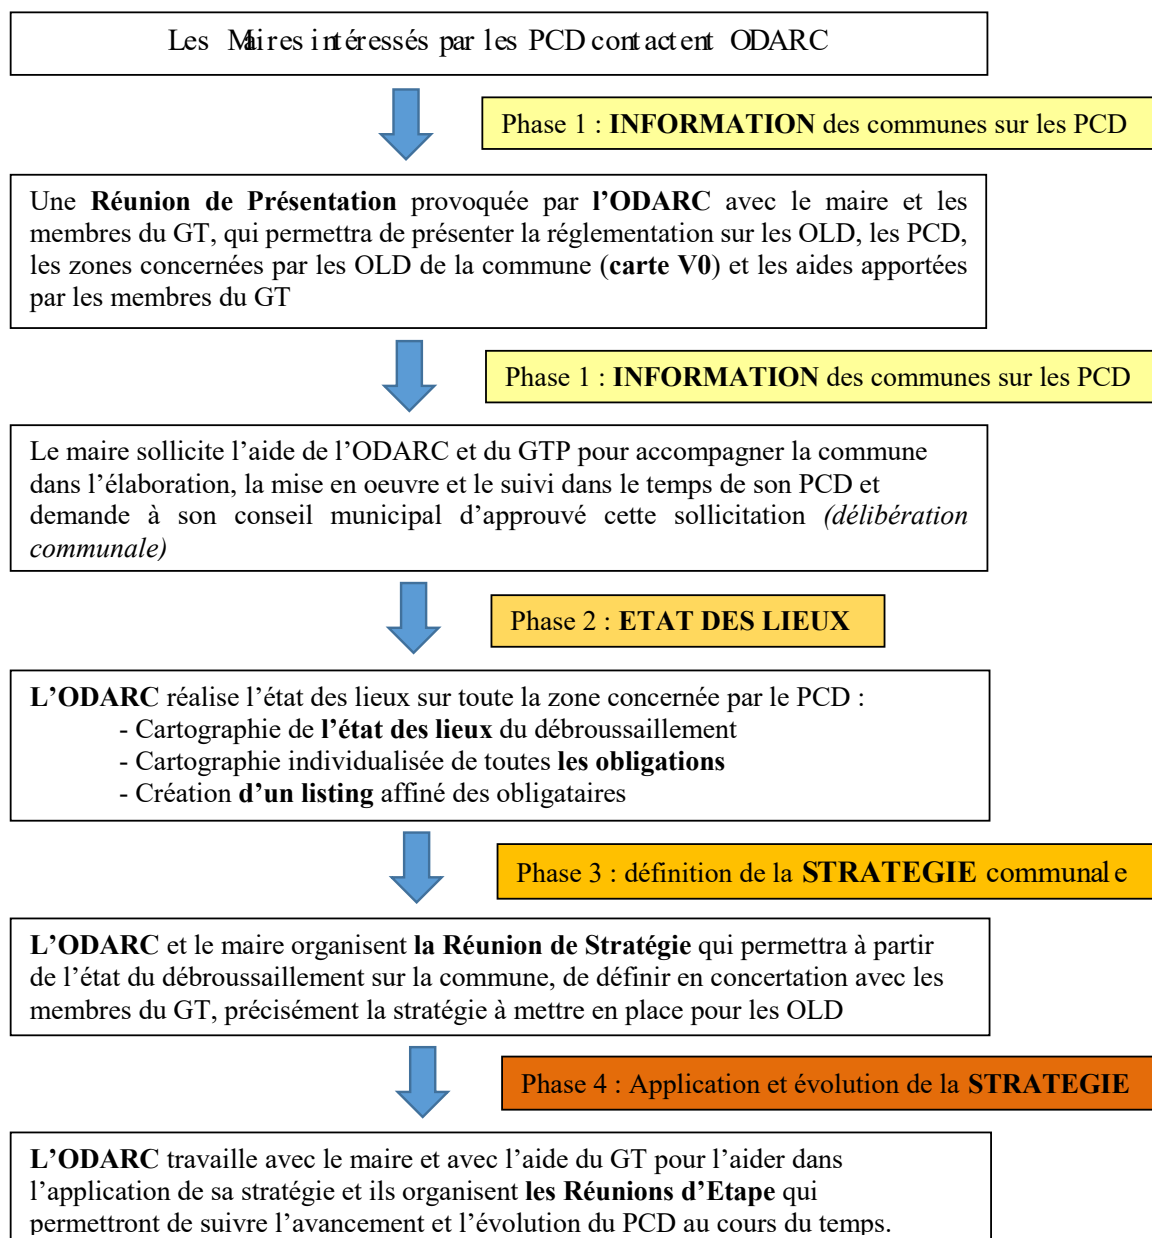 Les Maires intéressés par les PCD contactent ODARC
Phase 1 : INFORMATION des communes sur les PCD
Une Réunion de Présentation provoquée par l’ODARC avec le maire et les
membres du GT, qui permettra de présenter la réglementation sur les OLD, les PCD,
les zones concernées par les OLD de la commune (carte V0) et les aides apportées
par les membres du GT
Phase 1 : INFORMATION des communes sur les PCD
Le maire sollicite l’aide de l’ODARC et du GTP pour accompagner la commune
dans l’élaboration, la mise en oeuvre et le suivi dans le temps de son PCD et
demande à son conseil municipal d’approuvé cette sollicitation (délibération
communale)
Phase 2 : ETAT DES LIEUX
L’ODARC réalise l’état des lieux sur toute la zone concernée par le PCD :
- Cartographie de l’état des lieux du débroussaillement
- Cartographie individualisée de toutes les obligations
- Création d’un listing affiné des obligataires
Phase 3 : définition de la STRATEGIE communale
L’ODARC et le maire organisent la Réunion de Stratégie qui permettra à partir
de l’état du débroussaillement sur la commune, de définir en concertation avec les
membres du GT, précisément la stratégie à mettre en place pour les OLD
Phase 4 : Application et évolution de la STRATEGIE
L’ODARC travaille avec le maire et avec l’aide du GT pour l’aider dans
l’application de sa stratégie et ils organisent les Réunions d’Etape qui
permettront de suivre l’avancement et l’évolution du PCD au cours du temps.